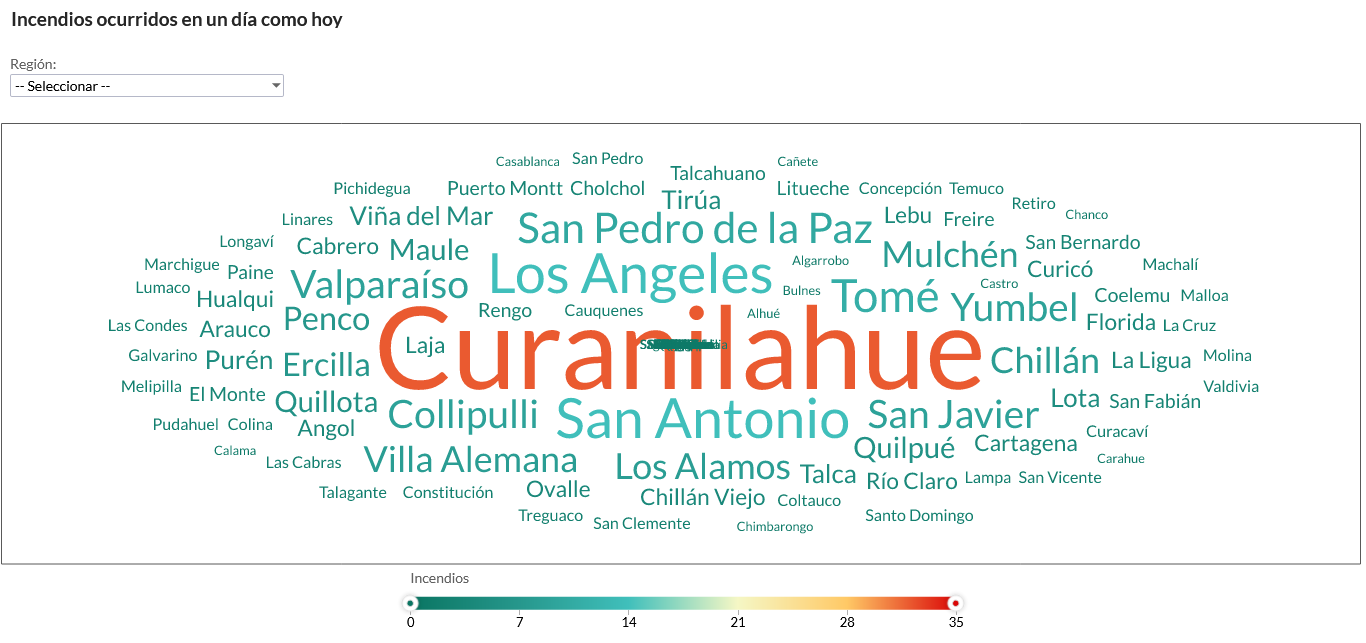 Incendios ocurridos en un día como hoy
Región:
-- Seleccionar --
Casablanca San Pedro Cañete
Talcahuano
Pichidegua Puerto Montt Cholchol Litueche Concepción Temuco
Tirúa Retiro
Linares Viña del Mar Lebu Freire Chanco
San Pedro de la Paz
Longaví Cabrero Maule San Bernardo
Mulchén
Marchigue Paine Los Angeles Algarrobo Curicó Machalí
Lumaco Valparaíso Bulnes Castro
Hualqui Tomé Coelemu Malloa
Rengo Cauquenes Alhué Yumbel
Las Condes Arauco Penco Florida La Cruz
Curanilahue
Galvarino Purén Ercilla Laja Chillán La Ligua Molina
Melipilla El Monte Valdivia
Quillota Lota San Fabián
Pudahuel Colina Angol Collipulli San Antonio San Javier Curacaví
Calama Quilpué Cartagena
Las Cabras Villa Alemana Los Alamos Carahue
Talca Río Claro Lampa San Vicente
Talagante Constitución Ovalle
Chillán Viejo Coltauco
Treguaco San Clemente Chimbarongo Santo Domingo
Incendios
0 7 14 21 28 35